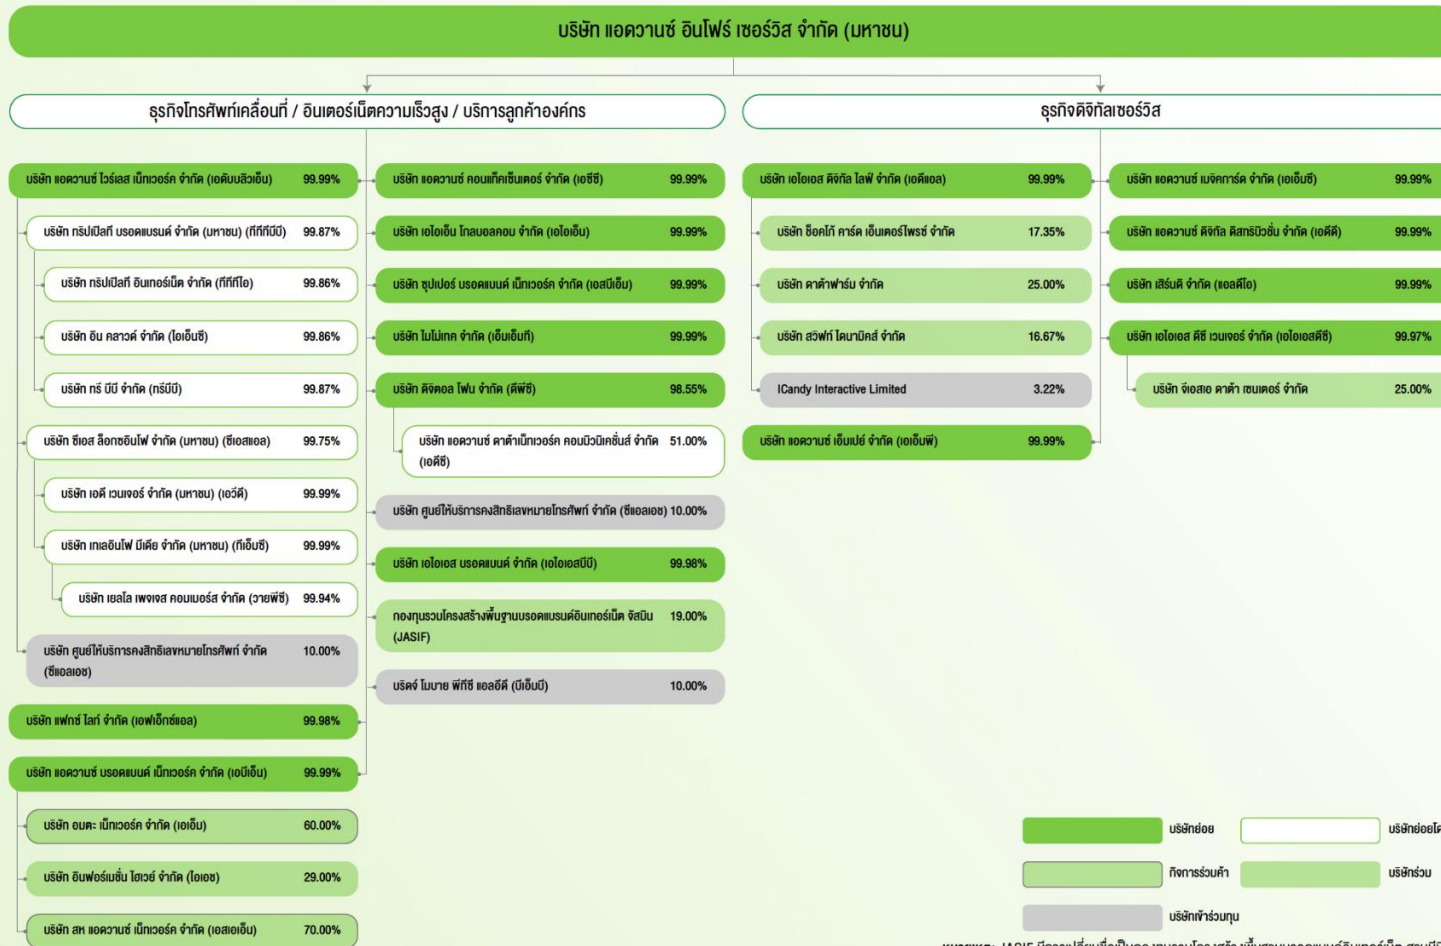 บริษัท แอดวานซ์ อินโฟร์ เซอร์วิส จำกัด (มหาชน)
ธุรกิจโทรศัพท์เคลื่อนที่ / อินเตอร์เน็ตความเร็วสูง / บริการลูกค้าองค์กร
บริษัท แอดวานซ์ ไวร์เลส เน็ทเวอร์ค จำกัด (เอดับบลิวเอ็น) 99.99%
บริษัท ทริปเปิลที บรอดแบรนด์ จำกัด (มหาชน) (ทีทีทีบีบี) 99.87%
บริษัท ทริปเปิลที อินเทอร์เน็ต จำกัด (ทีทีทีไอ) 99.86%
บริษัท อิน คลาวด์ จำกัด (ไอเอ็นซี) 99.86%
บริษัท ทรี บีบี จำกัด (ทรีบีบี) 99.87%
บริษัท ซีเอส ล็อกซอินโฟ จำกัด (มหาชน) (ซีเอสแอล) 99.75%
บริษัท เอดี เวนเจอร์ จำกัด (มหาชน) (เอวีดี) 99.99%
บริษัท เทเลอินโฟ มีเดีย จำกัด (มหาชน) (ทีเอ็มซี) 99.99%
บริษัท เยลโล เพจเจส คอมเมอร์ส จำกัด (วายพีซี) 99.94%
บริษัท ศูนย์ให้บริการคงสิทธิเลขหมายโทรศัพท์ จำกัด 10.00%
(ซีแอลเอช)
บริษัท แฟกซ์ ไลท์ จำกัด (เอฟเอ็กซ์แอล) 99.98%
บริษัท แอดวานซ์ บรอดแบนด์ เน็ทเวอร์ค จำกัด (เอบีเอ็น) 99.99%
บริษัท อมตะ เน็ทเวอร์ค จำกัด (เอเอ็ม) 60.00%
บริษัท อินฟอร์เมชั่น ไฮเวย์ จำกัด (ไอเอช) 29.00%
บริษัท สห แอดวานซ์ เน็ทเวอร์ค จำกัด (เอสเอเอ็น) 70.00%
บริษัท แอดวานซ์ คอนแท็คเซ็นเตอร์ จำกัด (เอซีซี) 99.99%
บริษัท เอไอเอ็น โกลบอลคอม จำกัด (เอไอเอ็น) 99.99%
บริษัท ซุปเปอร์ บรอดแบนด์ เน็ทเวอร์ค จำกัด (เอสบีเอ็น) 99.99%
บริษัท ไมโม่เทค จำกัด (เอ็มเอ็มที) 99.99%
บริษัท ดิจิตอล โฟน จำกัด (ดีพีซี) 98.55%
บริษัท แอดวานซ์ ดาต้าเน็ทเวอร์ค คอมมิวนิเคชั่นส์ จำกัด 51.00%
(เอดีซี)
บริษัท ศูนย์ให้บริการคงสิทธิเลขหมายโทรศัพท์ จำกัด (ซีแอลเอช) 10.00%
บริษัท เอไอเอส บรอดแบนด์ จำกัด (เอไอเอสบีบี) 99.98%
กองทุนรวมโครงสร้างพื้นฐานบรอดแบรนด์อินเทอร์เน็ต จัสมิน 19.00%
(JASIF)
บริดจ์ โมบาย พีทีซี แอลอีดี (บีเอ็มบี) 10.00%
ธุรกิจดิจิทัลเซอร์วิส
บริษัท เอไอเอส ดิจิทัล ไลฟ์ จำกัด (เอดีแอล) 99.99%
บริษัท ช็อคโก้ คาร์ด เอ็นเตอร์ไพรซ์ จำกัด 17.35%
บริษัท ดาต้าฟาร์ม จำกัด 25.00%
บริษัท สวิฟท์ ไดนามิคส์ จำกัด 16.67%
ICandy Interactive Limited 3.22%
บริษัท แอดวานซ์ เอ็มเปย์ จำกัด (เอเอ็มพี) 99.99%
บริษัท แอดวานซ์ เมจิคการ์ด จำกัด (เอเอ็มซี) 99.99%
บริษัท แอดวานซ์ ดิจิทัล ดิสทริบิวชั่น จำกัด (เอดีดี) 99.99%
บริษัท เลิร์นดิ จำกัด (แอลดีไอ) 99.99%
บริษัท เอไอเอส ดีซี เวนเจอร์ จำกัด (เอไอเอสดีซี) 99.97%
บริษัท จีเอสเอ ดาต้า เซนเตอร์ จำกัด 25.00%
บริษัทย่อย
บริษัทย่อยโด
กิจการร่วมค้า
บริษัทร่วม
บริษัทเข้าร่วมทุน